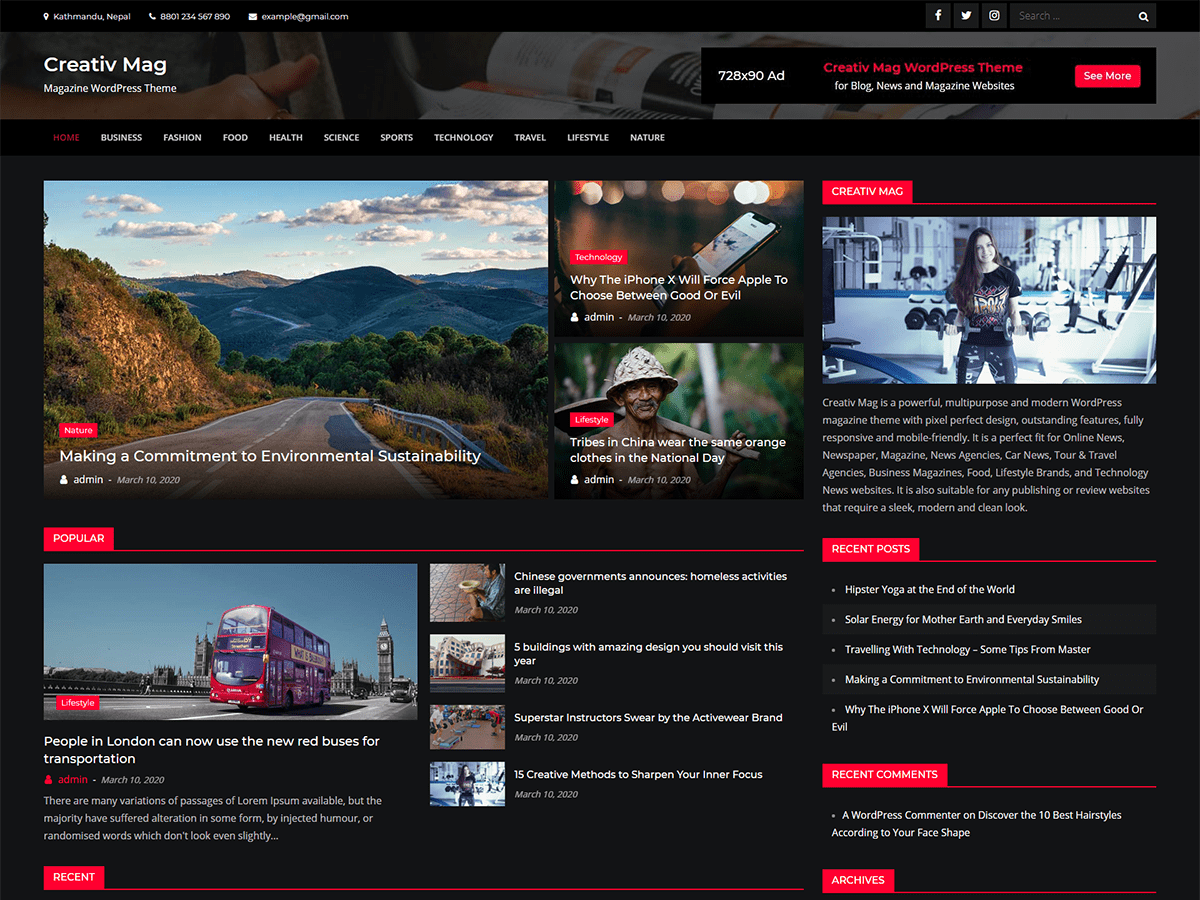 Kathmandu, Nepal
8801 234 567 890
example@gmail.com
Search ...
Creativ Mag
Magazine WordPress Theme
728x90 Ad
Creativ Mag WordPress Theme
for Blog, News and Magazine Websites
See More
HOME BUSINESS FASHION FOOD HEALTH SCIENCE SPORTS TECHNOLOGY TRAVEL LIFESTYLE NATURE
Nature
Making a Commitment to Environmental Sustainability
admin - March 10, 2020
Technology
Why The iPhone X Will Force Apple To
Choose Between Good Or Evil
admin - March 10, 2020
Lifestyle
Tribes in China wear the same orange
clothes in the National Day
admin - March 10, 2020
POPULAR
Lifestyle
People in London can now use the new red buses for
transportation
admin - March 10, 2020
There are many variations of passages of Lorem Ipsum available, but the
majority have suffered alteration in some form, by injected humour, or
randomised words which don't look even slightly...
Chinese governments announces: homeless activities
are illegal
March 10, 2020
5 buildings with amazing design you should visit this
year
March 10, 2020
Superstar Instructors Swear by the Activewear Brand
March 10, 2020
15 Creative Methods to Sharpen Your Inner Focus
March 10, 2020
RECENT
CREATIV MAG
Creativ Mag is a powerful, multipurpose and modern WordPress
magazine theme with pixel perfect design, outstanding features, fully
responsive and mobile-friendly. It is a perfect fit for Online News,
Newspaper, Magazine, News Agencies, Car News, Tour & Travel
Agencies, Business Magazines, Food, Lifestyle Brands, and Technology
News websites. It is also suitable for any publishing or review websites
that require a sleek, modern and clean look.
RECENT POSTS
Hipster Yoga at the End of the World
Solar Energy for Mother Earth and Everyday Smiles
Travelling With Technology – Some Tips From Master
Making a Commitment to Environmental Sustainability
Why The iPhone X Will Force Apple To Choose Between Good Or
Evil
RECENT COMMENTS
A WordPress Commenter on Discover the 10 Best Hairstyles
According to Your Face Shape
ARCHIVES